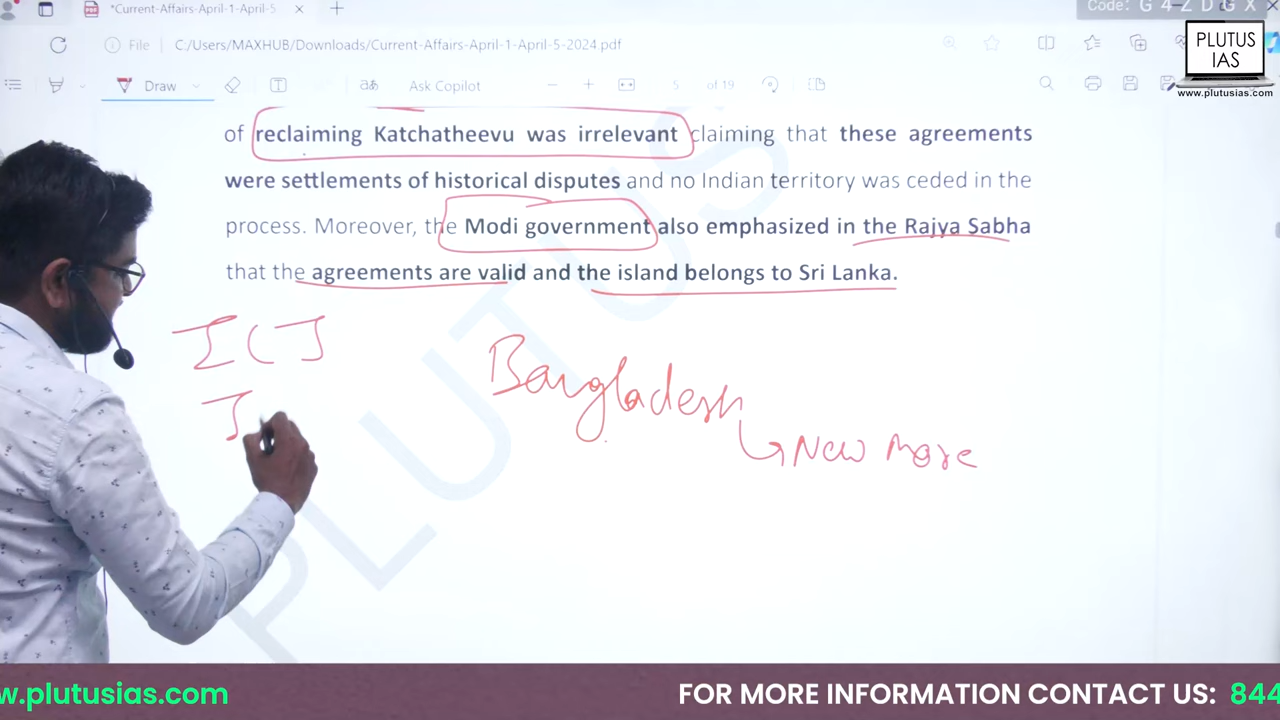 *Current-Affairs-April-1-April-5
Code: G 4 - Z D G X
File C:/Users/MAXHUB/Downloads/Current-Affairs-April-1-April-5-2024.pdf
PLUTUS
IAS
www.plutusias.com
Draw Ask Copilot 5 of 19
of reclaiming Katchatheevu was irrelevant claiming that these agreements
were settlements of historical disputes and no Indian territory was ceded in the
process. Moreover, the Modi government also emphasized in the Rajya Sabha
that the agreements are valid and the island belongs to Sri Lanka.
ICJ
Bangladesh
New More
PLUTUS
w.plutusias.com FOR MORE INFORMATION CONTACT US: 844